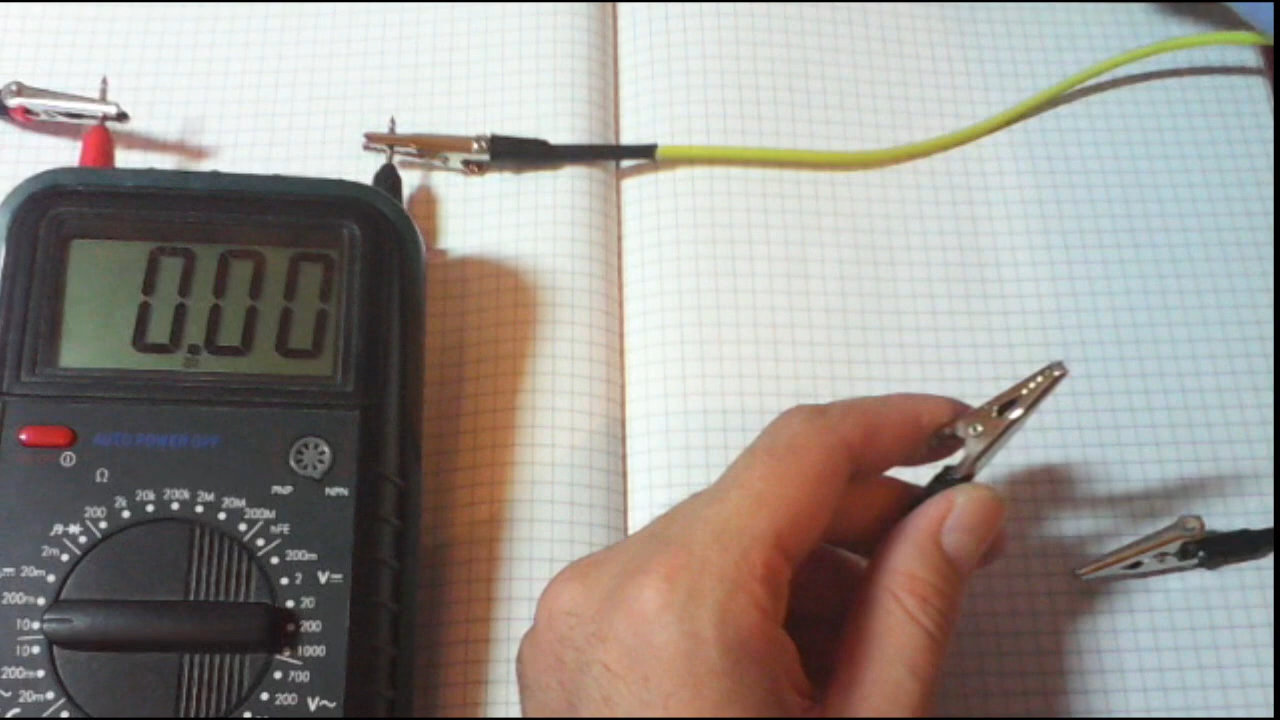 0.00
AUTO POWER OFF
Ω
PNP NPN
200 2k 20k 200k 2M 20M 200M
hFE
2m
20m
200m
10
10
200m
20m
200m
2 V⎓
20
200
1000
700
200 V~